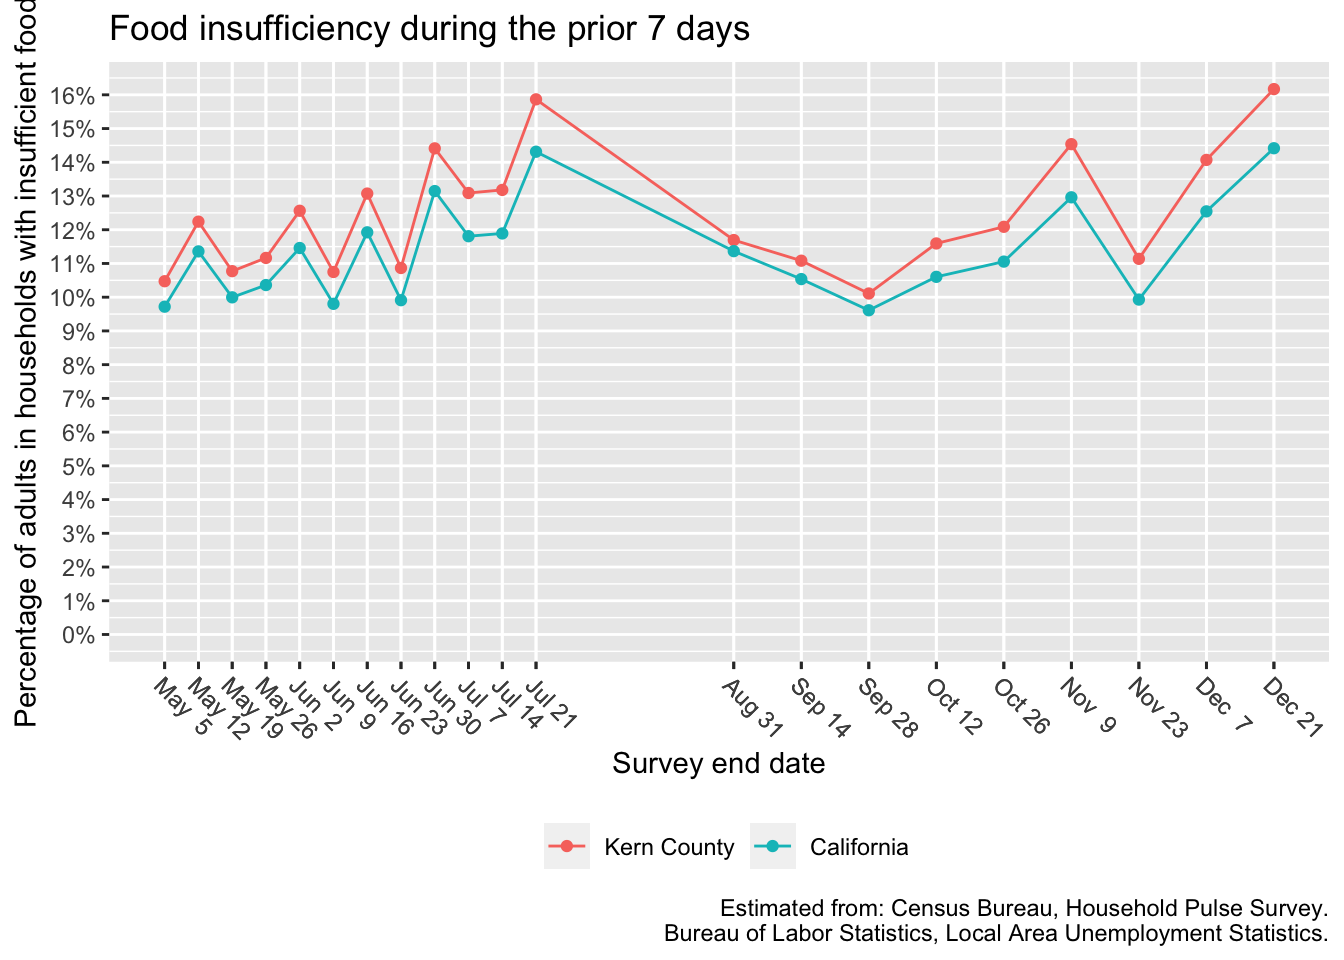 Food insufficiency during the prior 7 days
Percentage of adults in households with insufficient food
16%
15%
14%
13%
12%
11%
10%
9%
8%
7%
6%
5%
4%
3%
2%
1%
0%
May 5
May 12
May 19
May 26
Jun 2
Jun 9
Jun 16
Jun 23
Jun 30
Jul 7
Jul 14
Jul 21
Aug 31
Sep 14
Sep 28
Oct 12
Oct 26
Nov 9
Nov 23
Dec 7
Dec 21
Survey end date
Kern County
California
Estimated from: Census Bureau, Household Pulse Survey.
Bureau of Labor Statistics, Local Area Unemployment Statistics.